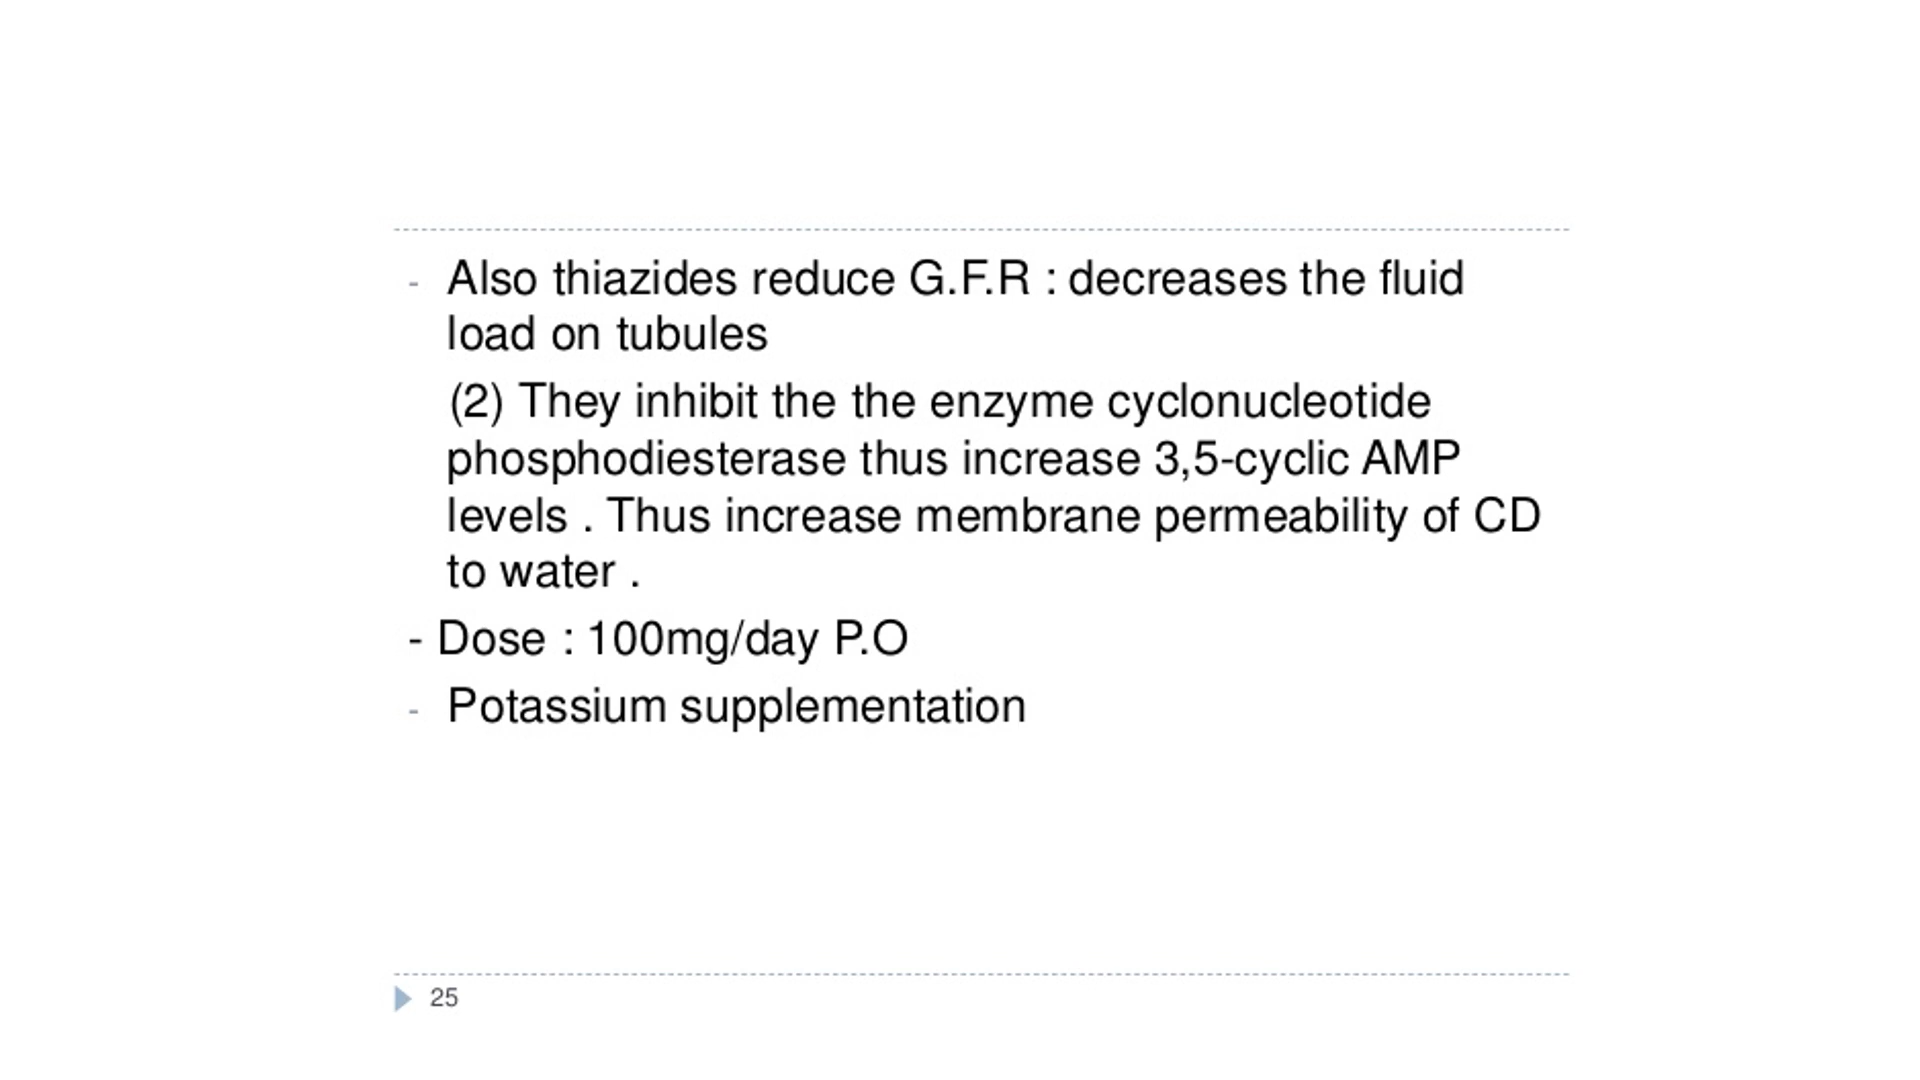 - Also thiazides reduce G.F.R : decreases the fluid
load on tubules
(2) They inhibit the the enzyme cyclonucleotide
phosphodiesterase thus increase 3,5-cyclic AMP
levels . Thus increase membrane permeability of CD
to water .
- Dose : 100mg/day P.O
- Potassium supplementation
25